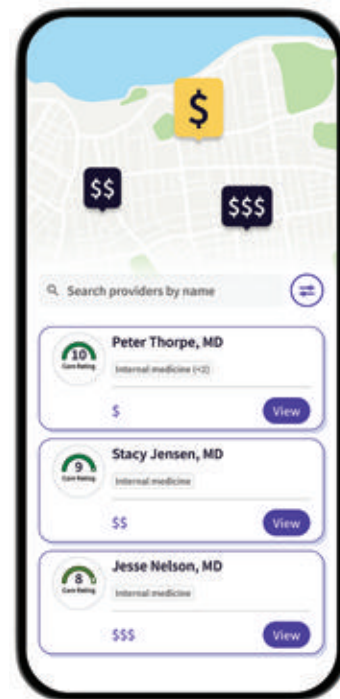 $
$$
$$$
Search providers by name
10
Care Rating
Peter Thorpe, MD
Internal medicine (+2)
$
View
9
Care Rating
Stacy Jensen, MD
Internal medicine
$$
View
8
Care Rating
Jesse Nelson, MD
Internal medicine
$$$
View